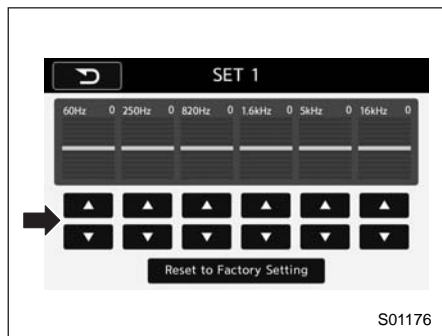 SET 1
60Hz 0 250Hz 0 820Hz 0 1.6kHz 0 5kHz 0 16kHz 0
Reset to Factory Setting
S01176